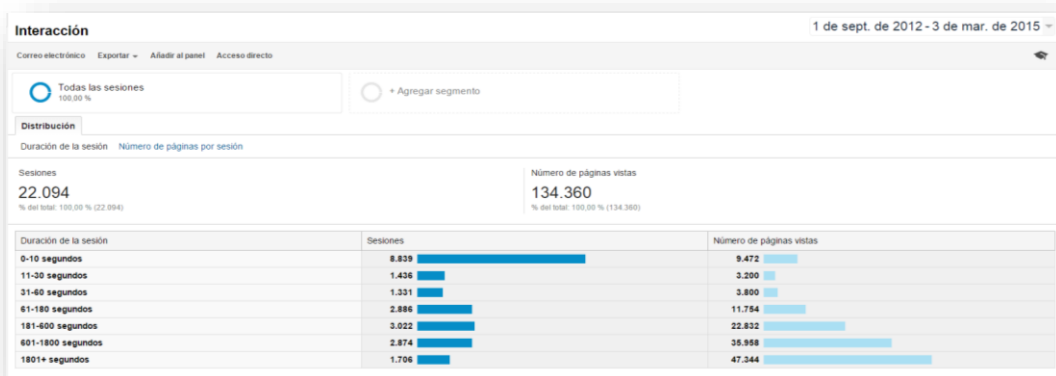 Interacción
1 de sept. de 2012 - 3 de mar. de 2015
Correo electrónico Exportar Añadir al panel Acceso directo
Todas las sesiones
100,00 %
+ Agregar segmento
Distribución
Duración de la sesión Número de páginas por sesión
Sesiones Número de páginas vistas
22.094 134.360
% del total: 100,00 % (22.094) % del total: 100,00 % (134.360)
Duración de la sesión Sesiones Número de páginas vistas
0-10 segundos 8.839 9.472
11-30 segundos 1.436 3.200
31-60 segundos 1.331 3.800
61-180 segundos 2.886 11.754
181-600 segundos 3.022 22.832
601-1800 segundos 2.874 35.958
1801+ segundos 1.706 47.344